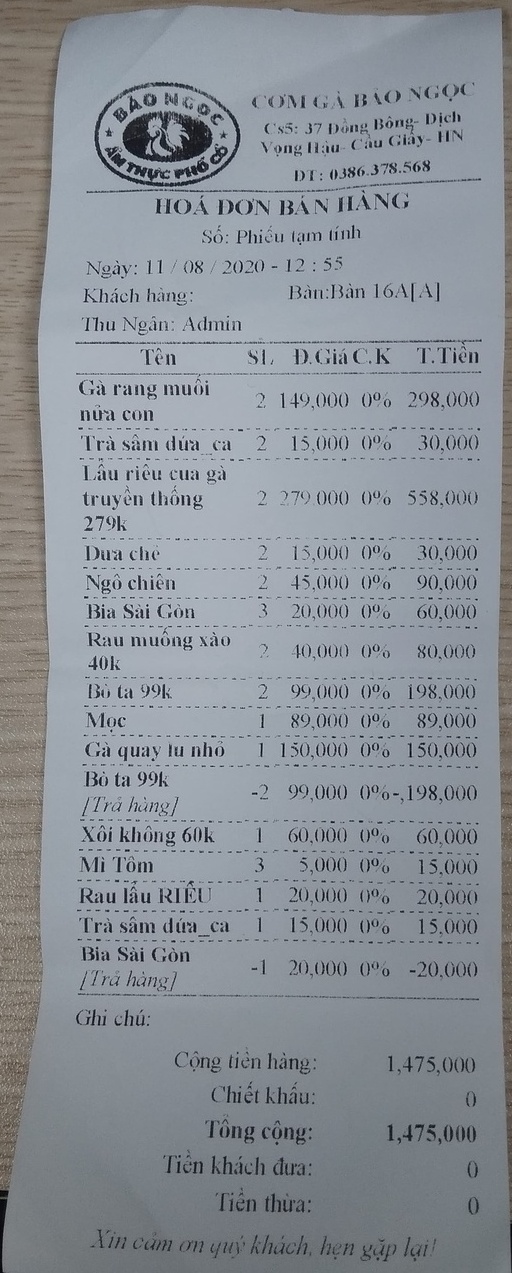 BẢO NGỌC
ẨM THỰC PHỐ CỔ
CƠM GÀ BẢO NGỌC
Cs5: 37 Đồng Bông- Dịch
Vọng Hậu- Cầu Giấy- HN
ĐT: 0386.378.568
HOÁ ĐƠN BÁN HÀNG
Số: Phiếu tạm tính
Ngày: 11 / 08 / 2020 - 12 : 55
Khách hàng: Bàn:Bàn 16A[A]
Thu Ngân: Admin
Tên SL Đ.Giá C.K T.Tiền
Gà rang muối
nửa con 2 149,000 0% 298,000
Trà sâm dứa_ca 2 15,000 0% 30,000
Lẩu riêu cua gà
truyền thống 2 279,000 0% 558,000
279k
Dưa chè 2 15,000 0% 30,000
Ngô chiên 2 45,000 0% 90,000
Bia Sài Gòn 3 20,000 0% 60,000
Rau muống xào
40k 2 40,000 0% 80,000
Bò ta 99k 2 99,000 0% 198,000
Mọc 1 89,000 0% 89,000
Gà quay lu nhỏ 1 150,000 0% 150,000
Bò ta 99k
[Trả hàng] -2 99,000 0% -,198,000
Xôi không 60k 1 60,000 0% 60,000
Mì Tôm 3 5,000 0% 15,000
Rau lẩu RIÊU 1 20,000 0% 20,000
Trà sâm dứa_ca 1 15,000 0% 15,000
Bia Sài Gòn
[Trả hàng] -1 20,000 0% -20,000
Ghi chú:
Cộng tiền hàng: 1,475,000
Chiết khấu: 0
Tổng cộng: 1,475,000
Tiền khách đưa: 0
Tiền thừa: 0
Xin cảm ơn quý khách, hẹn gặp lại!